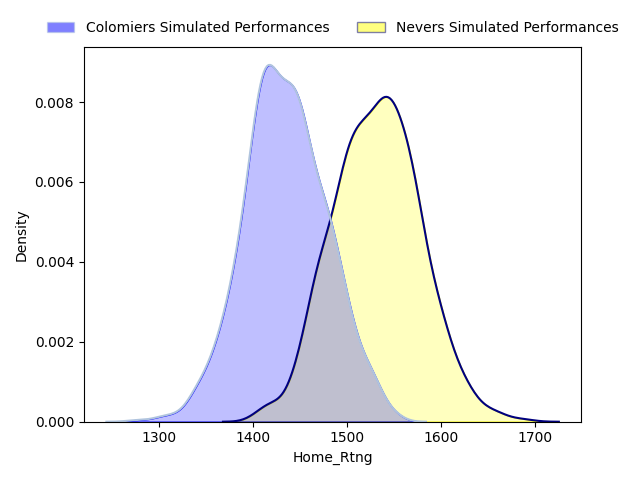 Colomiers Simulated Performances
Nevers Simulated Performances
0.008
0.006
0.004
0.002
0.000
Density
1300
1400
1500
1600
1700
Home_Rtng